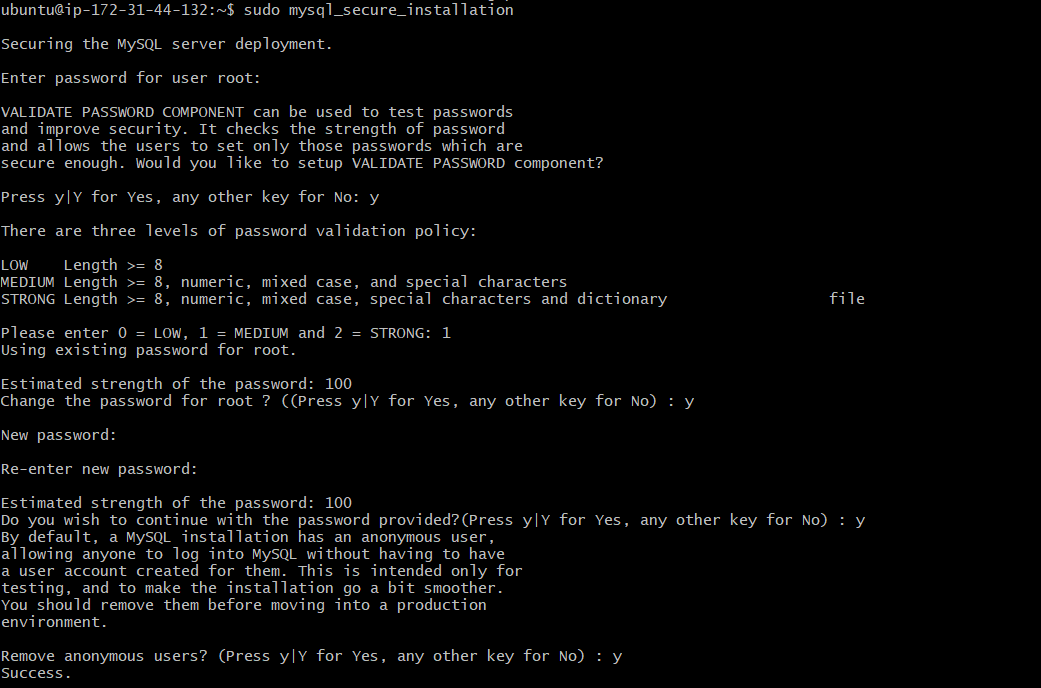 ubuntu@ip-172-31-44-132:~$ sudo mysql_secure_installation
Securing the MySQL server deployment.
Enter password for user root:
VALIDATE PASSWORD COMPONENT can be used to test passwords
and improve security. It checks the strength of password
and allows the users to set only those passwords which are
secure enough. Would you like to setup VALIDATE PASSWORD component?
Press y|Y for Yes, any other key for No: y
There are three levels of password validation policy:
LOW    Length >= 8
MEDIUM Length >= 8, numeric, mixed case, and special characters
STRONG Length >= 8, numeric, mixed case, special characters and dictionary                  file
Please enter 0 = LOW, 1 = MEDIUM and 2 = STRONG: 1
Using existing password for root.
Estimated strength of the password: 100
Change the password for root ? ((Press y|Y for Yes, any other key for No) : y
New password:
Re-enter new password:
Estimated strength of the password: 100
Do you wish to continue with the password provided?(Press y|Y for Yes, any other key for No) : y
By default, a MySQL installation has an anonymous user,
allowing anyone to log into MySQL without having to have
a user account created for them. This is intended only for
testing, and to make the installation go a bit smoother.
You should remove them before moving into a production
environment.
Remove anonymous users? (Press y|Y for Yes, any other key for No) : y
Success.